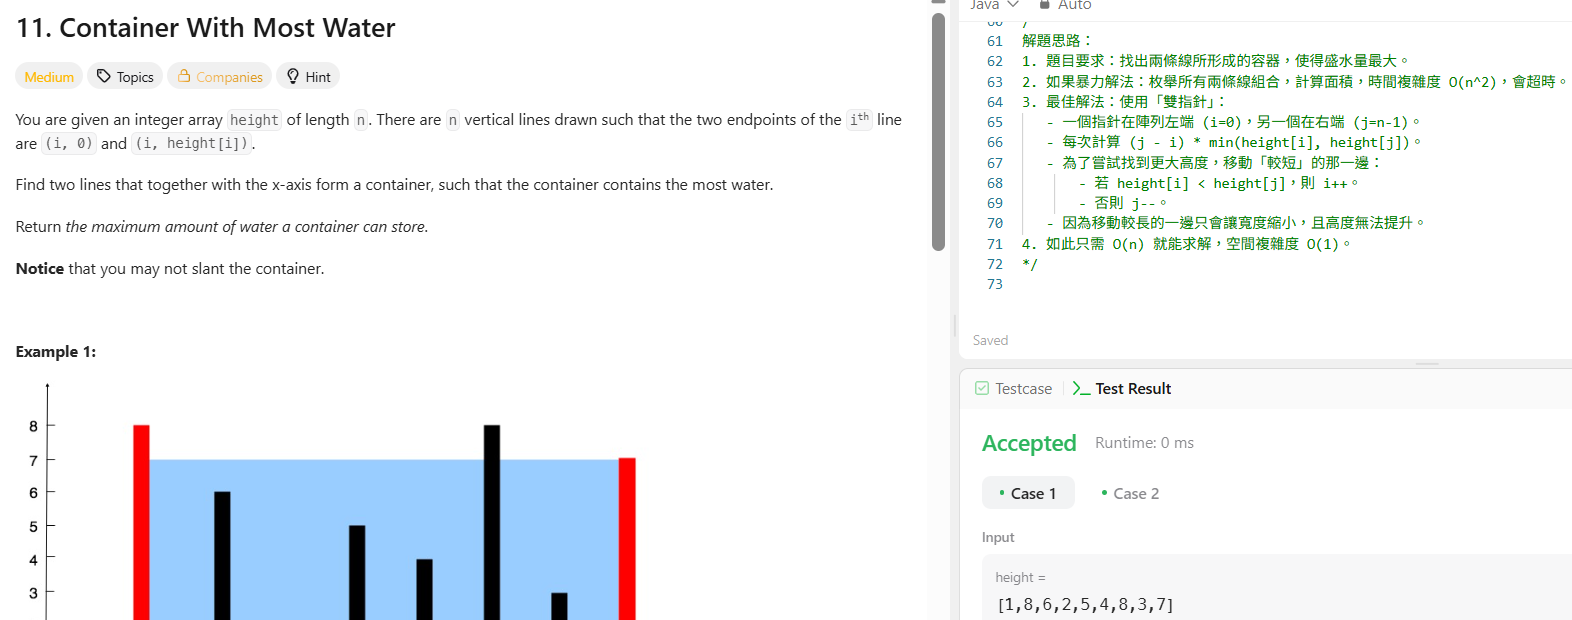 11. Container With Most Water
Medium
Topics
Companies
Hint
You are given an integer array height of length n. There are n vertical lines drawn such that the two endpoints of the ith line
are (i, 0) and (i, height[i]).
Find two lines that together with the x-axis form a container, such that the container contains the most water.
Return the maximum amount of water a container can store.
Notice that you may not slant the container.
Example 1:
8
7
6
5
4
3
Java
Auto
61 解題思路：
62 1. 題目要求：找出兩條線所形成的容器，使得盛水量最大。
63 2. 如果暴力解法：枚舉所有兩條線組合，計算面積，時間複雜度 O(n^2)，會超時。
64 3. 最佳解法：使用「雙指針」：
65 - 一個指針在陣列左端 (i=0)，另一個在右端 (j=n-1)。
66 - 每次計算 (j - i) * min(height[i], height[j])。
67 - 為了嘗試找到更大高度，移動「較短」的那一邊：
68 - 若 height[i] < height[j]，則 i++。
69 - 否則 j--。
70 - 因為移動較長的一邊只會讓寬度縮小，且高度無法提升。
71 4. 如此只需 O(n) 就能求解，空間複雜度 O(1)。
72 */
73
Saved
Testcase
Test Result
Accepted
Runtime: 0 ms
Case 1
Case 2
Input
height =
[1,8,6,2,5,4,8,3,7]